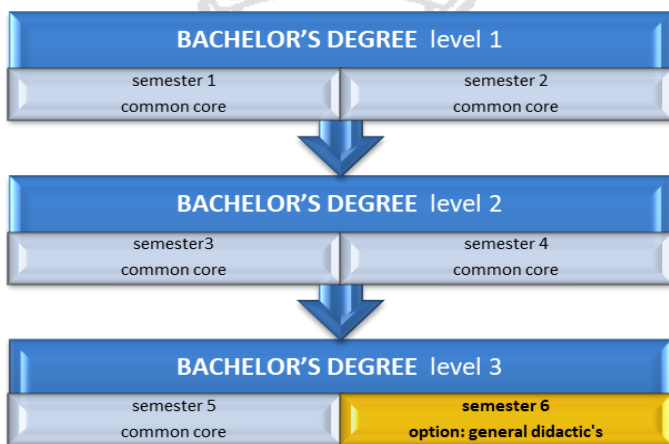 BACHELOR'S DEGREE level 1
semester 1
common core
semester 2
common core
BACHELOR'S DEGREE level 2
semester3
common core
semester 4
common core
BACHELOR'S DEGREE level 3
semester 5
common core
semester 6
option: general didactic's